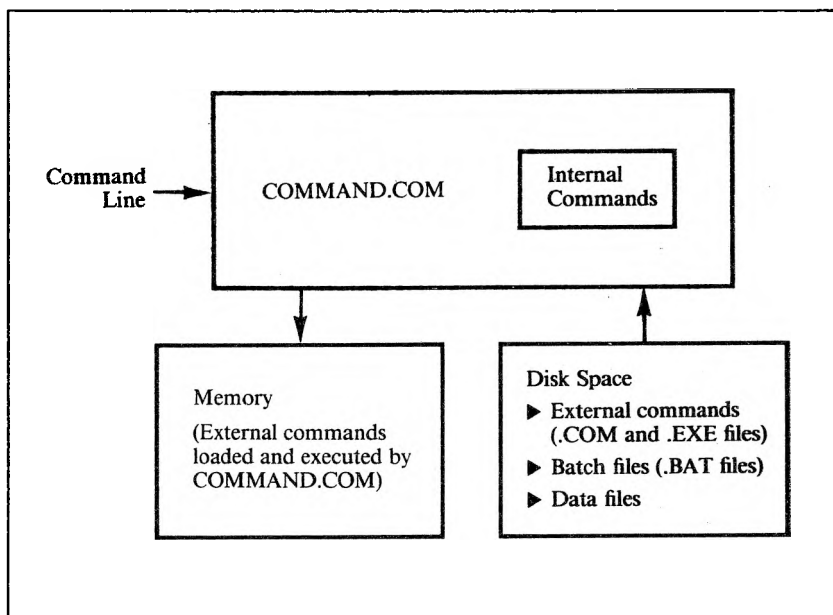 Command
Line
COMMAND.COM
Internal
Commands
Memory
(External commands
loaded and executed by
COMMAND.COM)
Disk Space
▶ External commands
(.COM and .EXE files)
▶ Batch files (.BAT files)
▶ Data files